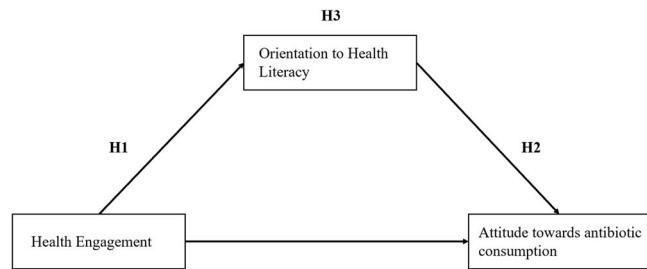 H3
Orientation to Health
Literacy
H1
H2
Health Engagement
Attitude towards antibiotic
consumption